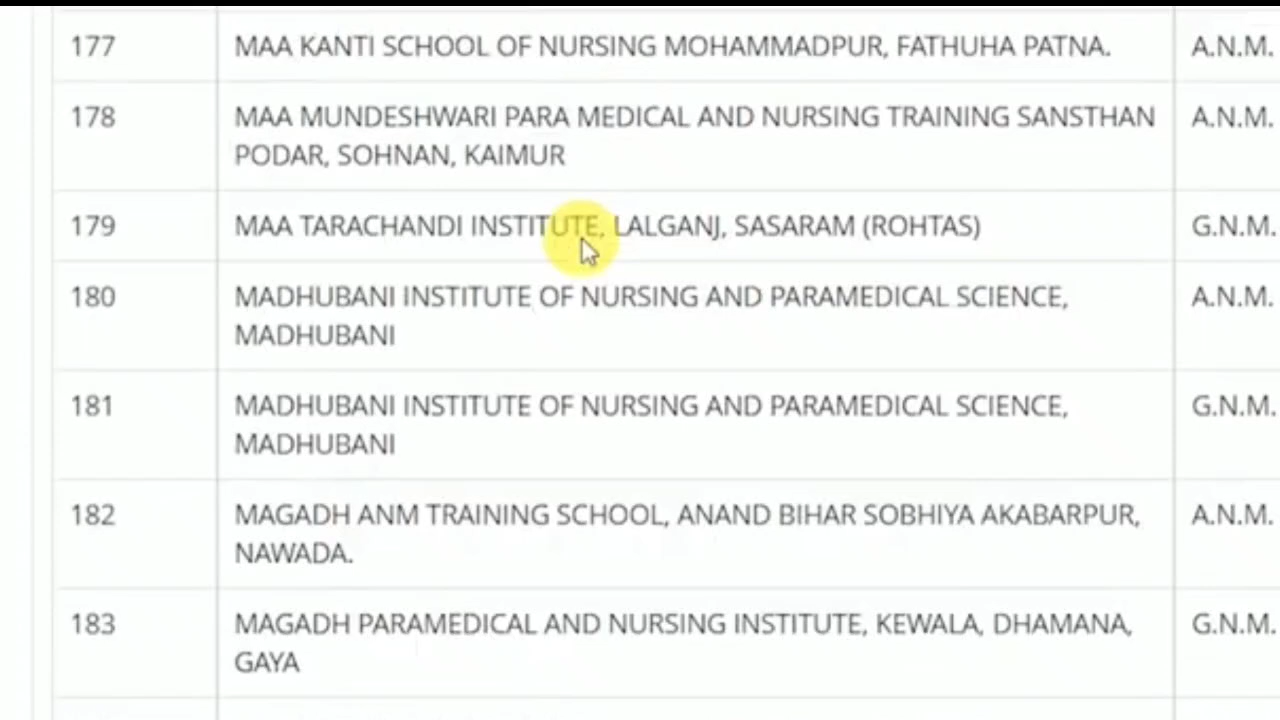 177 MAA KANTI SCHOOL OF NURSING MOHAMMADPUR, FATHUHA PATNA. A.N.M.
178 MAA MUNDESHWARI PARA MEDICAL AND NURSING TRAINING SANSTHAN A.N.M.
PODAR, SOHNAN, KAIMUR
179 MAA TARACHANDI INSTITUTE, LALGANJ, SASARAM (ROHTAS) G.N.M.
180 MADHUBANI INSTITUTE OF NURSING AND PARAMEDICAL SCIENCE, A.N.M.
MADHUBANI
181 MADHUBANI INSTITUTE OF NURSING AND PARAMEDICAL SCIENCE, G.N.M.
MADHUBANI
182 MAGADH ANM TRAINING SCHOOL, ANAND BIHAR SOBHIYA AKABARPUR, A.N.M.
NAWADA.
183 MAGADH PARAMEDICAL AND NURSING INSTITUTE, KEWALA, DHAMANA, G.N.M.
GAYA